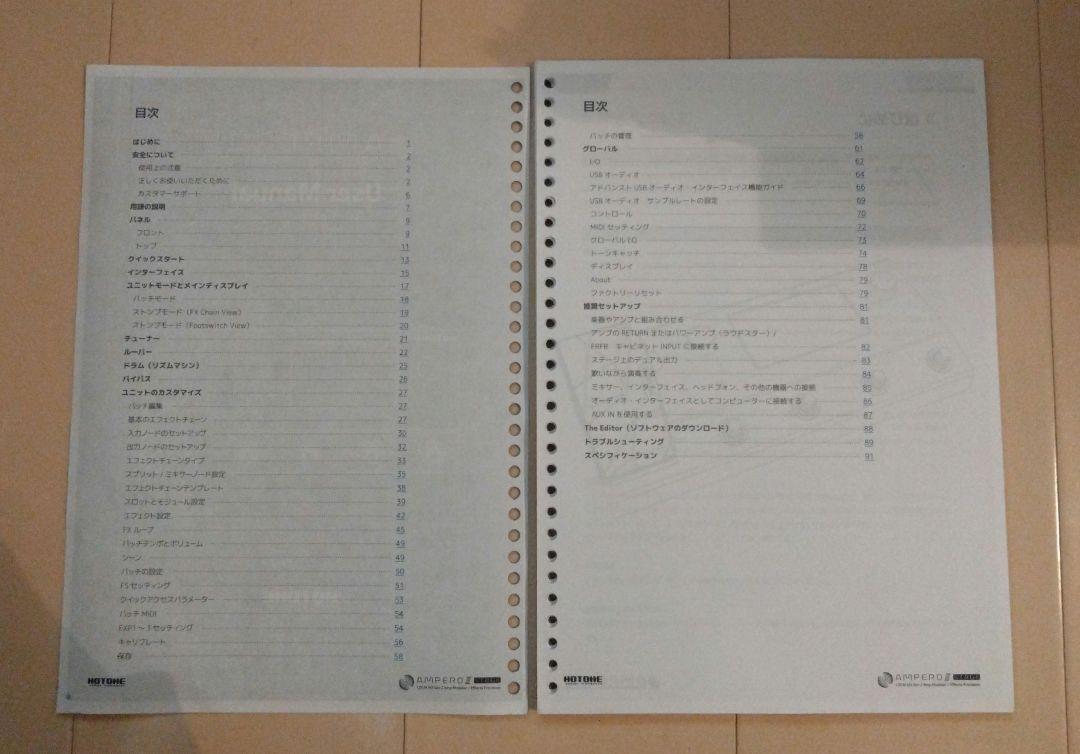 目次
はじめに 1
安全について 2
使用上の注意 2
正しくお使いいただくために 2
カスタマーサポート 6
用語の説明 7
パネル 9
フロント 9
トップ 11
クイックスタート 13
インターフェイス 15
ユニットモードとメインディスプレイ 17
パッチモード 18
ストンプモード（FX Chain View） 19
ストンプモード（Footswitch View） 20
チューナー 21
ルーパー 22
ドラム（リズムマシン） 25
バイパス 26
ユニットのカスタマイズ 27
パッチ編集 27
基本のエフェクトチェーン 27
入力ノードのセットアップ 30
出力ノードのセットアップ 32
エフェクトチェーンタイプ 33
スプリット / ミキサーノード設定 35
エフェクトチェーンテンプレート 38
スロットとモジュール設定 39
エフェクト設定 42
FX ループ 45
パッチテンポとボリューム 49
シーン 49
パッチの設定 50
FS セッティング 51
クイックアクセスパラメーター 53
パッチ MIDI 54
EXP1～3 セッティング 54
キャリブレート 56
保存 58
HOTONE
AMPERO II STAGE
目次
パッチの管理 58
グローバル 61
I/O 62
USB オーディオ 64
アドバンスト USB オーディオ・インターフェイス機能ガイド 66
USB オーディオ サンプルレートの設定 69
コントロール 70
MIDI セッティング 72
グローバル EQ 73
トーンキャッチ 74
ディスプレイ 78
About 79
ファクトリーリセット 79
推奨セットアップ 81
楽器やアンプと組み合わせる 81
アンプの RETURN またはパワーアンプ（ラウドスター）/
FRFR キャビネット INPUT に接続する 82
ステージ上のデュアル出力 83
歌いながら演奏する 84
ミキサー、インターフェイス、ヘッドフォン、その他の機器への接続 85
オーディオ・インターフェイスとしてコンピューターに接続する 86
AUX IN を使用する 87
The Editor（ソフトウェアのダウンロード） 88
トラブルシューティング 89
スペシフィケーション 91
HOTONE
AMPERO II STAGE